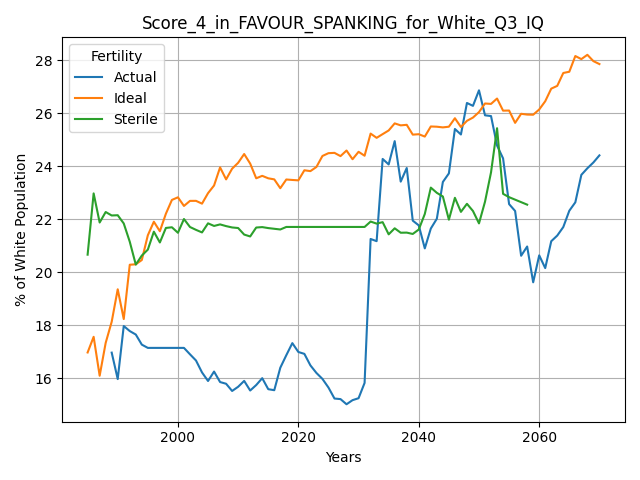 Score_4_in_FAVOUR_SPANKING_for_White_Q3_IQ
Fertility
Actual
Ideal
Sterile
% of White Population
28
26
24
22
20
18
16
2000
2020
2040
2060
Years